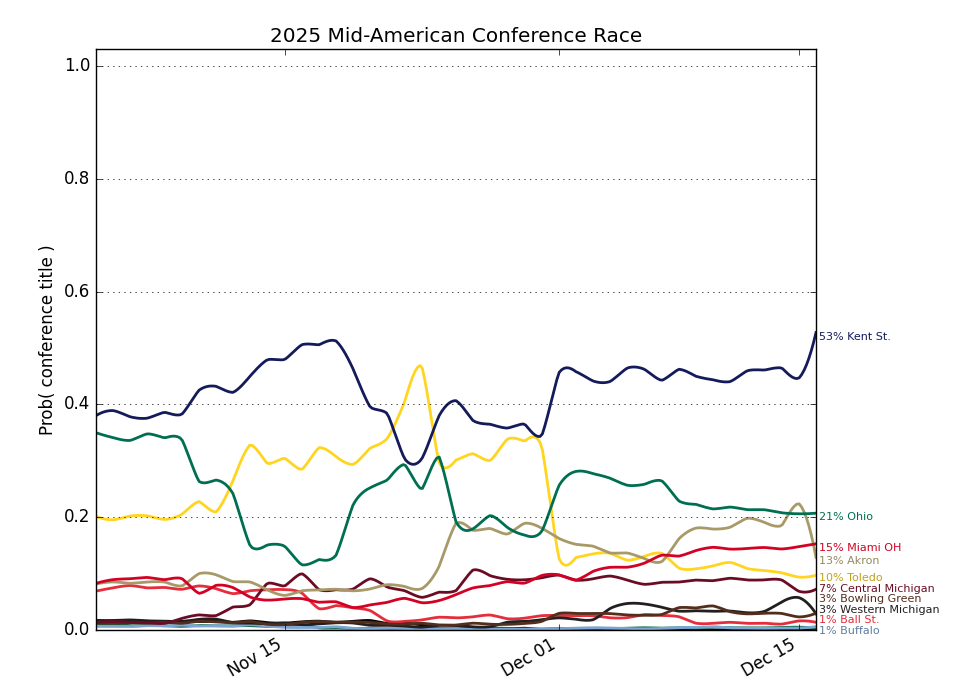 2025 Mid-American Conference Race
Prob( conference title )
1.0
0.8
0.6
0.4
0.2
0.0
Nov 15
Dec 01
Dec 15
53% Kent St.
21% Ohio
15% Miami OH
13% Akron
10% Toledo
7% Central Michigan
3% Bowling Green
3% Western Michigan
1% Ball St.
1% Buffalo